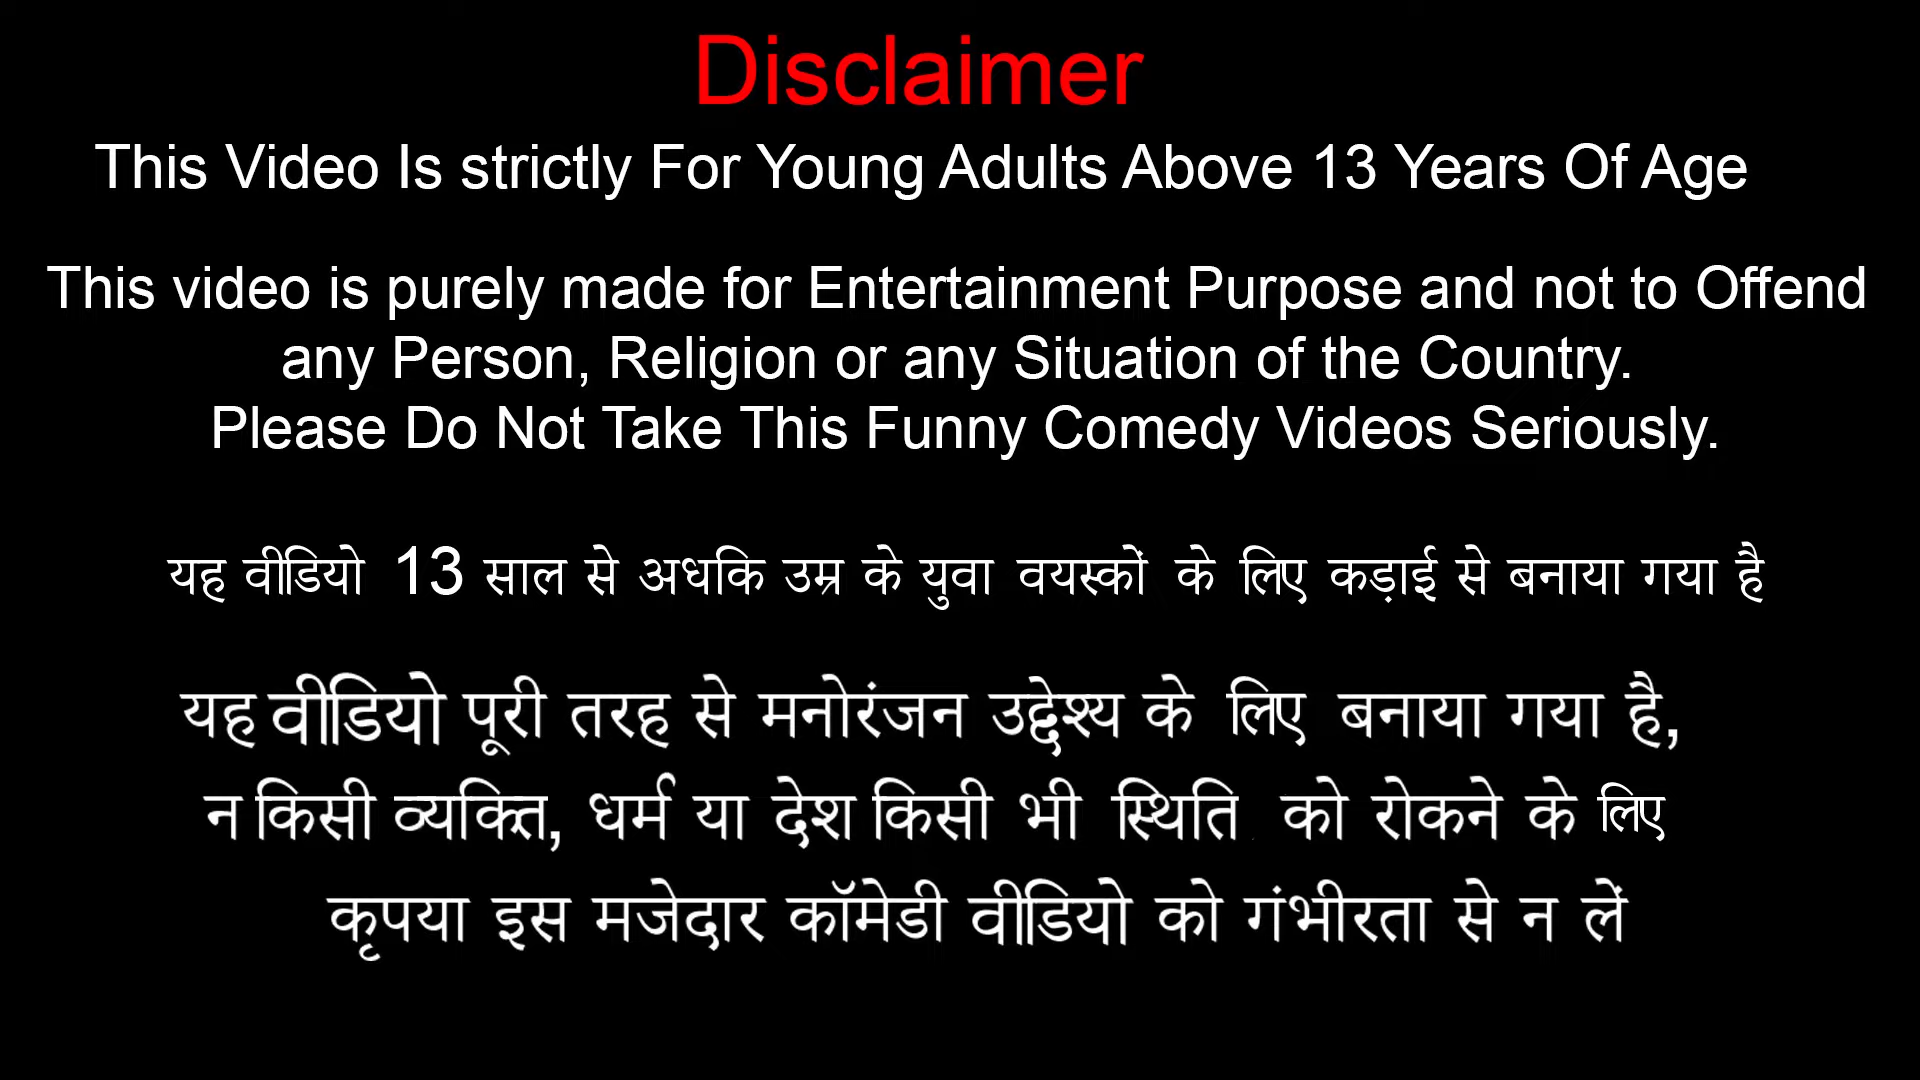 Disclaimer
This Video Is strictly For Young Adults Above 13 Years Of Age
This video is purely made for Entertainment Purpose and not to Offend
any Person, Religion or any Situation of the Country.
Please Do Not Take This Funny Comedy Videos Seriously.
यह वीडियो 13 साल से अधकि उम्र के युवा वयस्कों के लिए कड़ाई से बनाया गया है
यह वीडियो पूरी तरह से मनोरंजन उद्देश्य के लिए बनाया गया है,
न किसी व्यक्ति, धर्म या देश किसी भी स्थिति को रोकने के लिए
कृपया इस मजेदार कॉमेडी वीडियो को गंभीरता से न लें